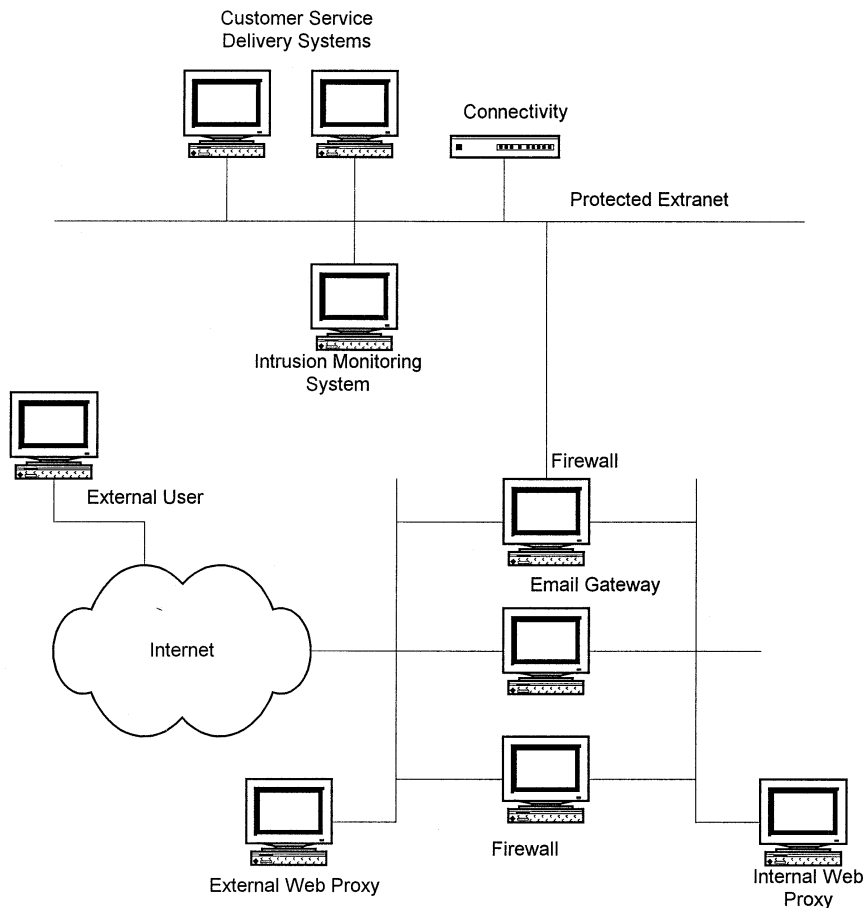 Customer Service
Delivery Systems
Connectivity
Protected Extranet
Intrusion Monitoring
System
External User
Firewall
Email Gateway
Internet
Firewall
External Web Proxy
Internal Web
Proxy